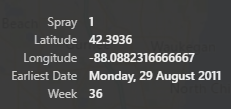 Spray 1
Latitude 42.3936
Longitude -88.0882316666667
Earliest Date Monday, 29 August 2011
Week 36